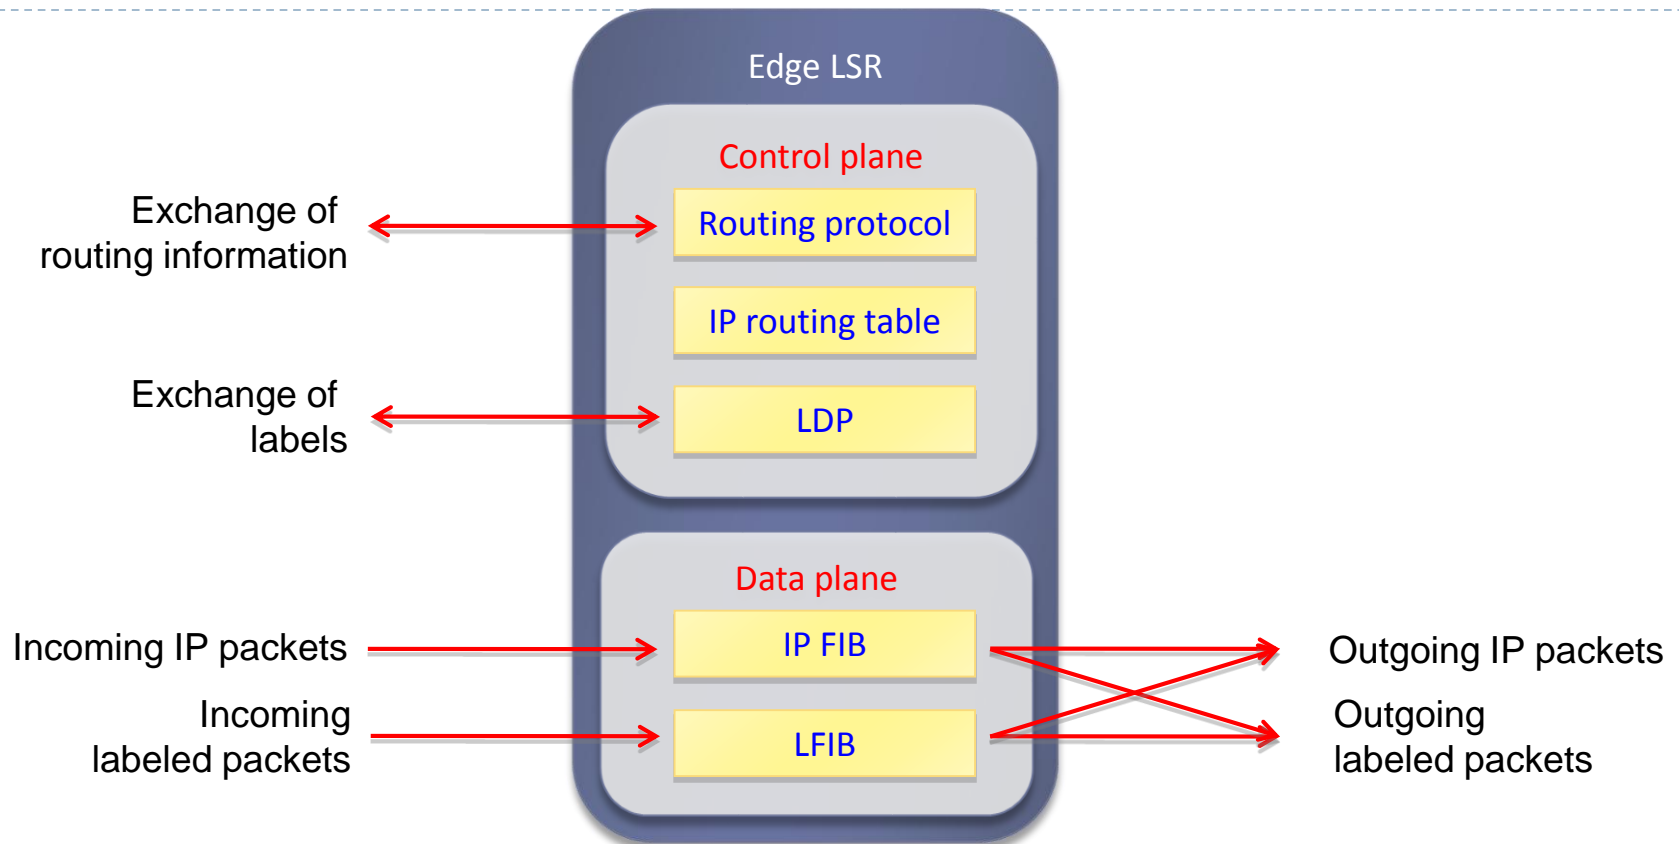 Edge LSR
Control plane
Exchange of
routing information
Routing protocol
IP routing table
Exchange of
labels
LDP
Data plane
Incoming IP packets
IP FIB
Outgoing IP packets
Incoming
labeled packets
LFIB
Outgoing
labeled packets